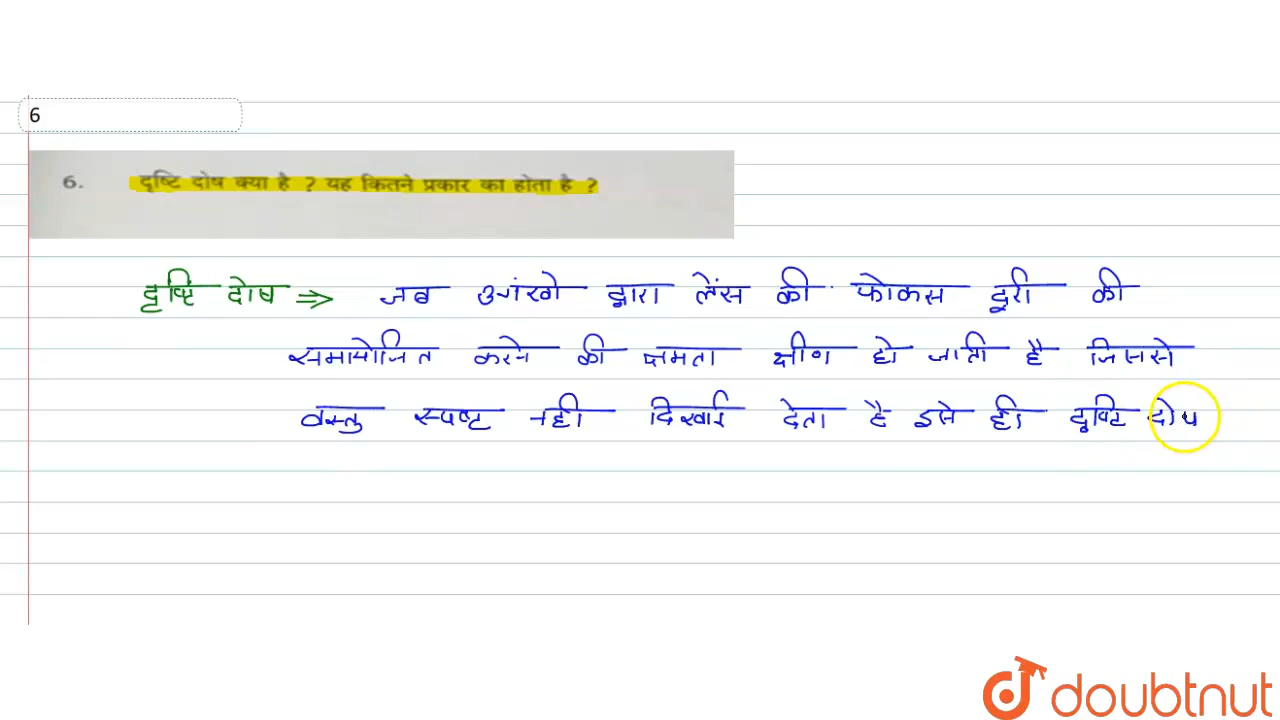 6
6. दृष्टि दोष क्या है ? यह कितने प्रकार का होता है ?
दृष्टि दोष ⇒ जब आंखो द्वारा लेंस की फोकस दुरी की
समायोजित करने की क्षमता क्षीण हो जाती है जिससे
वस्तु स्पष्ट नही दिखाई देता है इसे ही दृष्टि दोष
doubtnut